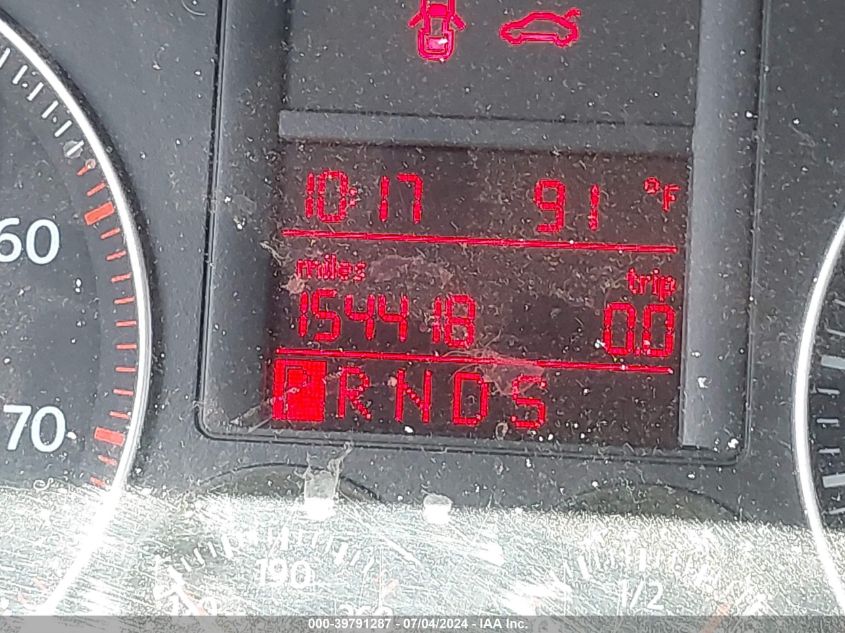 10:17 91 °F
60
miles trip
154418 0.0
P R N D S
70
190
1/2
000-39791287 - 07/04/2024 - IAA Inc.